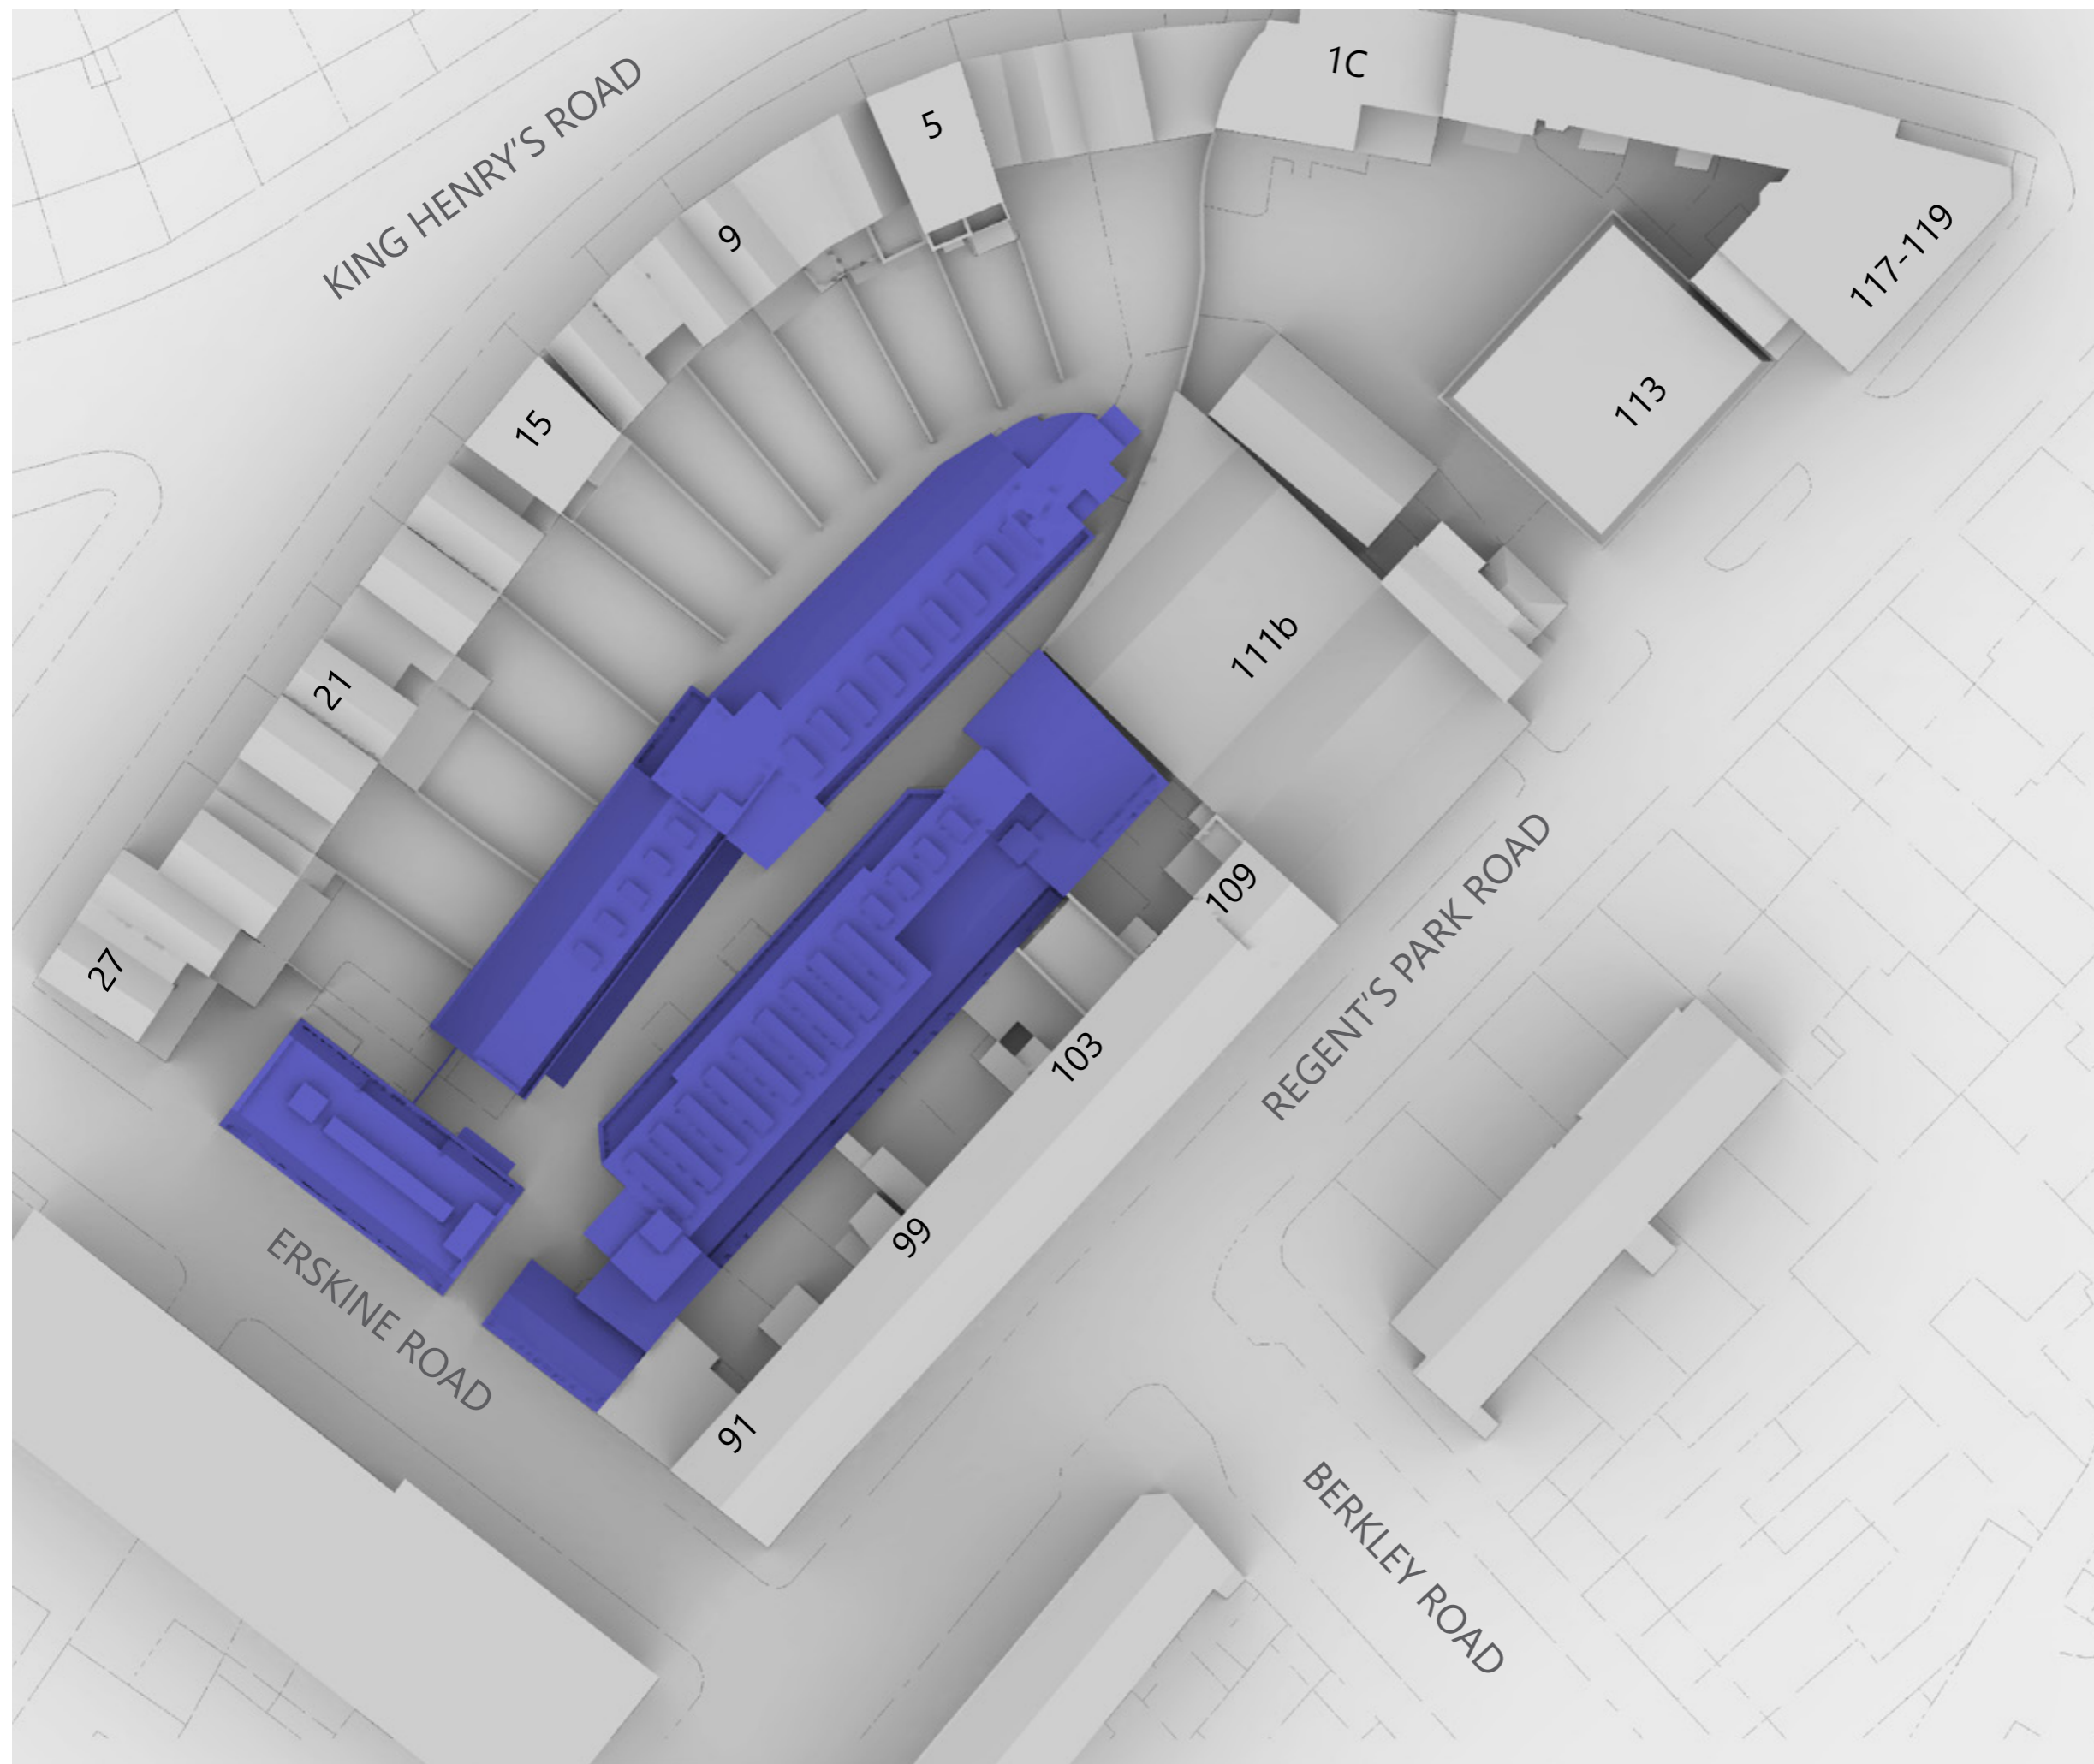 1C
KING HENRY'S ROAD
5
9
117-119
113
15
111b
21
109
27
REGENT'S PARK ROAD
103
99
ERSKINE ROAD
91
BERKLEY ROAD